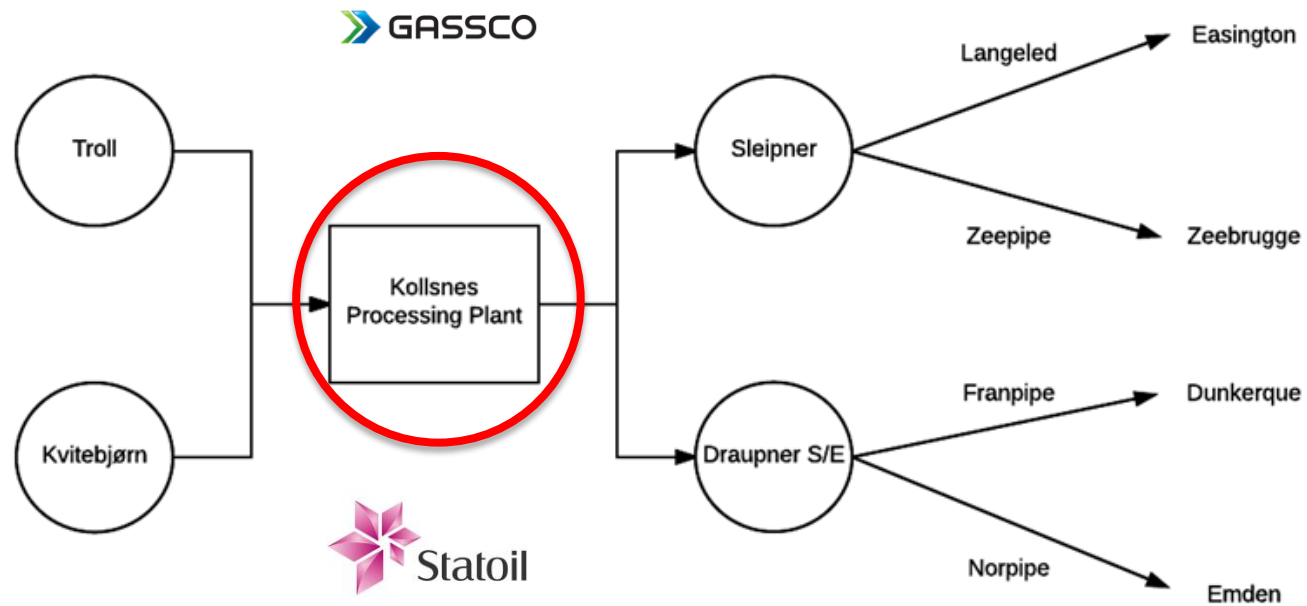 GASSCO
Troll
Kvitebjørn
Kollsnes
Processing Plant
Sleipner
Draupner S/E
Langeled
Easington
Zeepipe
Zeebrugge
Franpipe
Dunkerque
Norpipe
Emden
Statoil